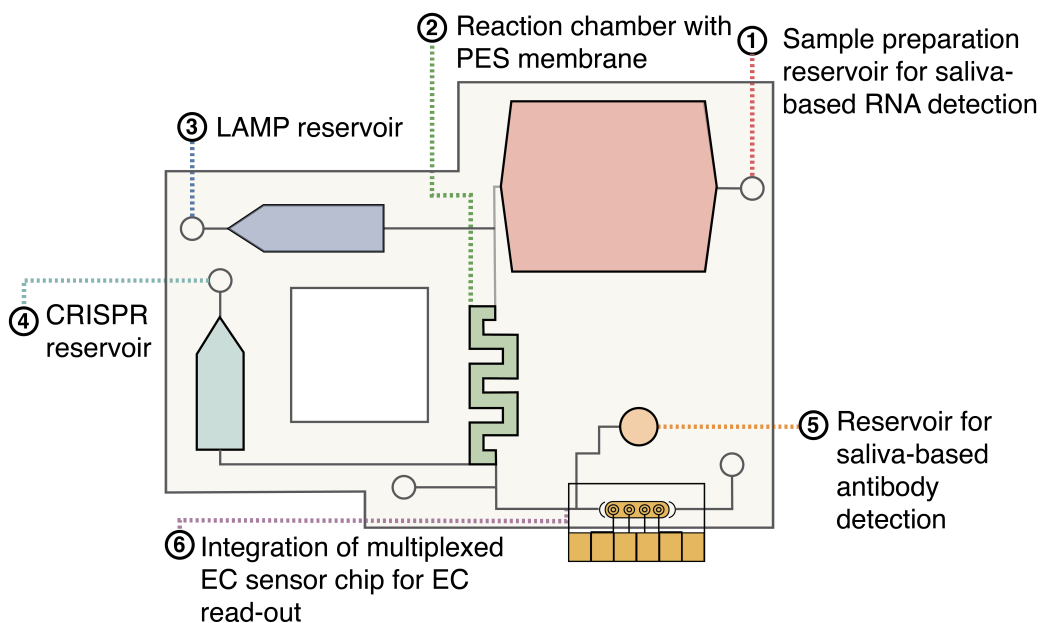 ② Reaction chamber with
PES membrane
① Sample preparation
reservoir for saliva-
based RNA detection
③ LAMP reservoir
④ CRISPR
reservoir
⑤ Reservoir for
saliva-based
antibody
detection
⑥ Integration of multiplexed
EC sensor chip for EC
read-out